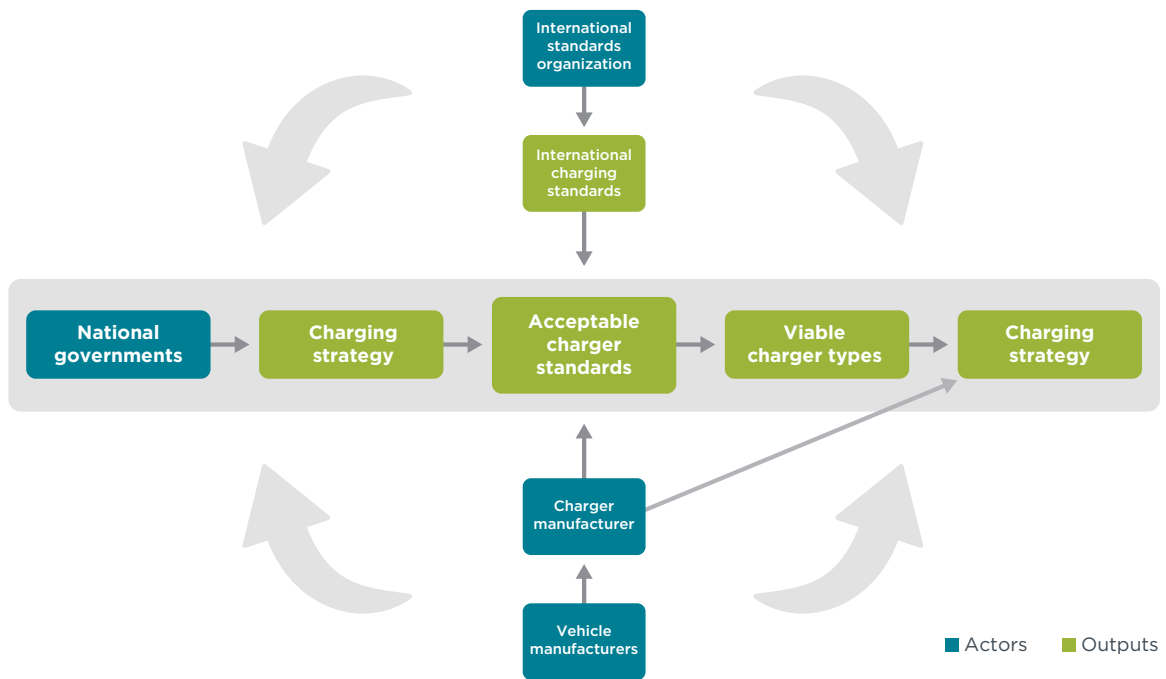 International
standards
organization
International
charging
standards
National
governments
Charging
strategy
Acceptable
charger
standards
Viable
charger types
Charging
strategy
Charger
manufacturer
Vehicle
manufacturers
Actors
Outputs